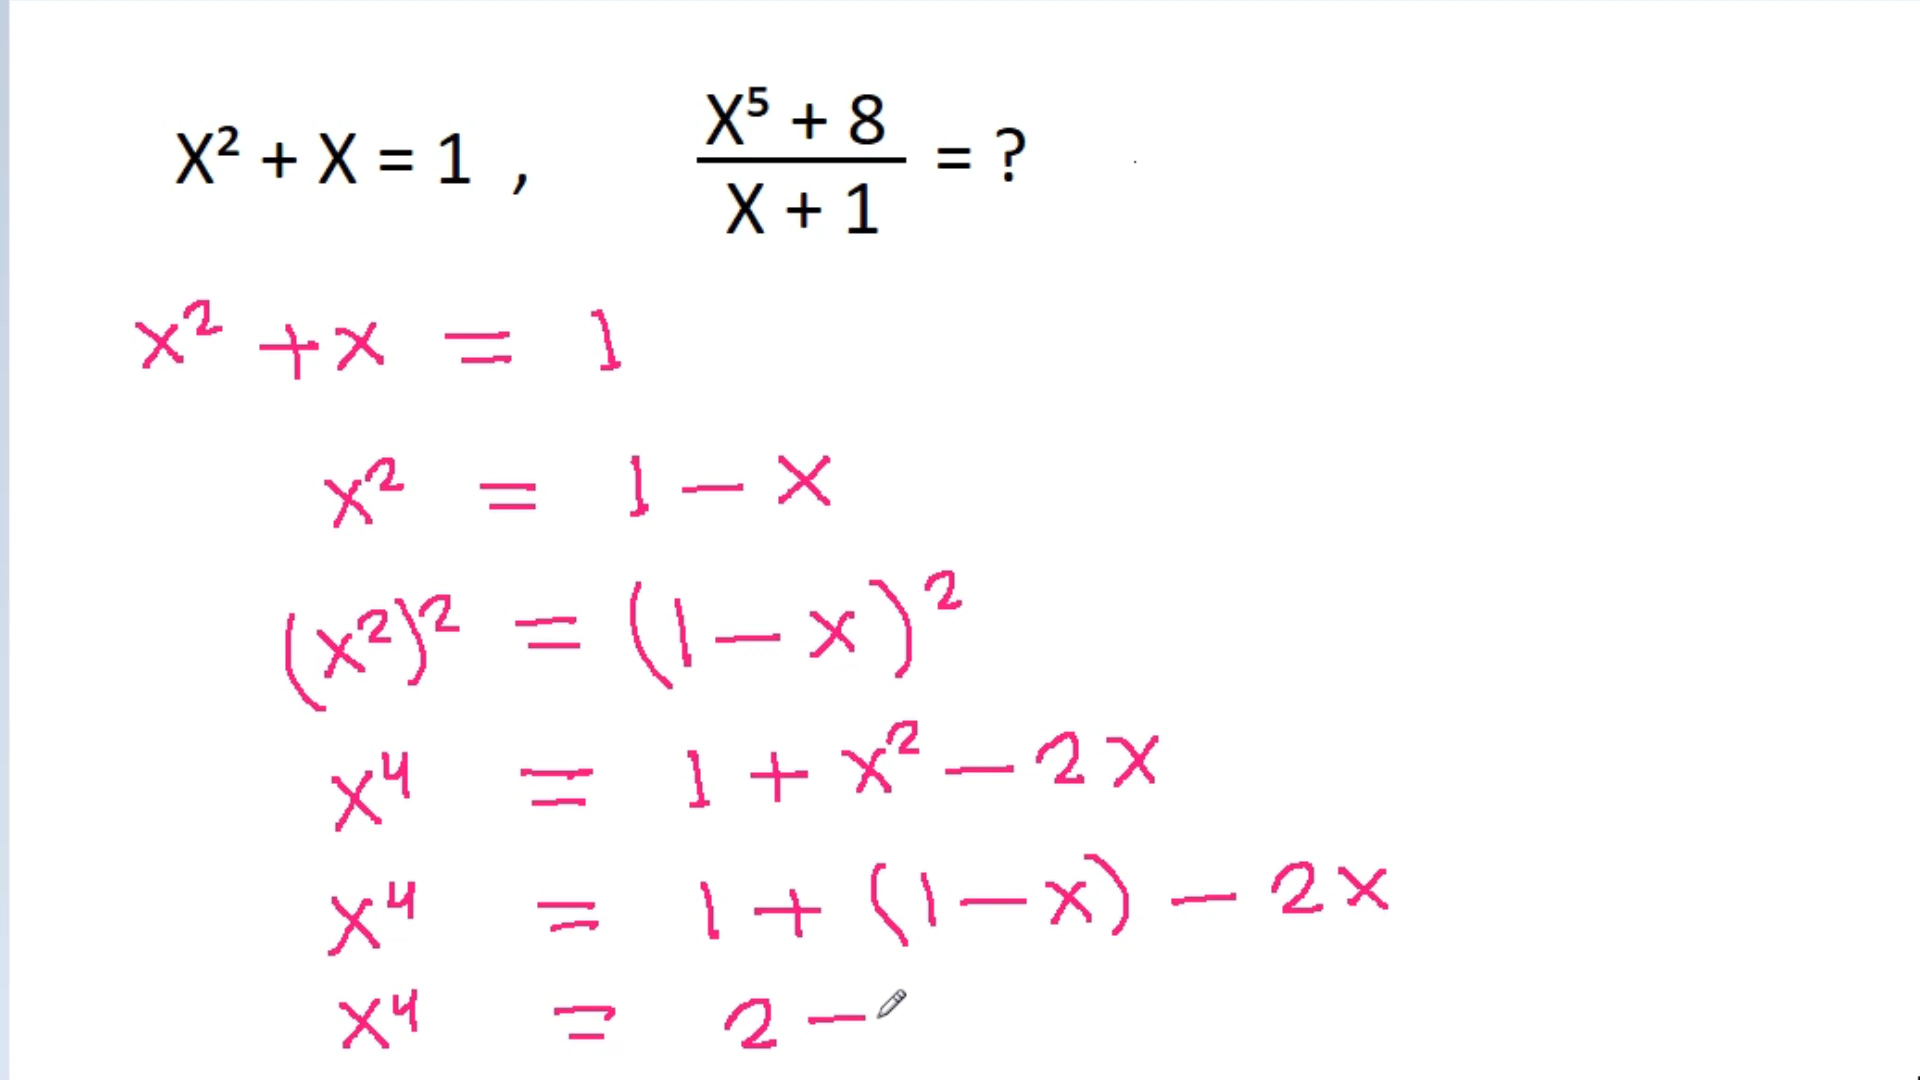 X² + X = 1 , (X⁵ + 8)/(X + 1) = ?
x² + x = 1
x² = 1 - x
(x²)² = (1 - x)²
x⁴ = 1 + x² - 2x
x⁴ = 1 + (1 - x) - 2x
x⁴ = 2 -